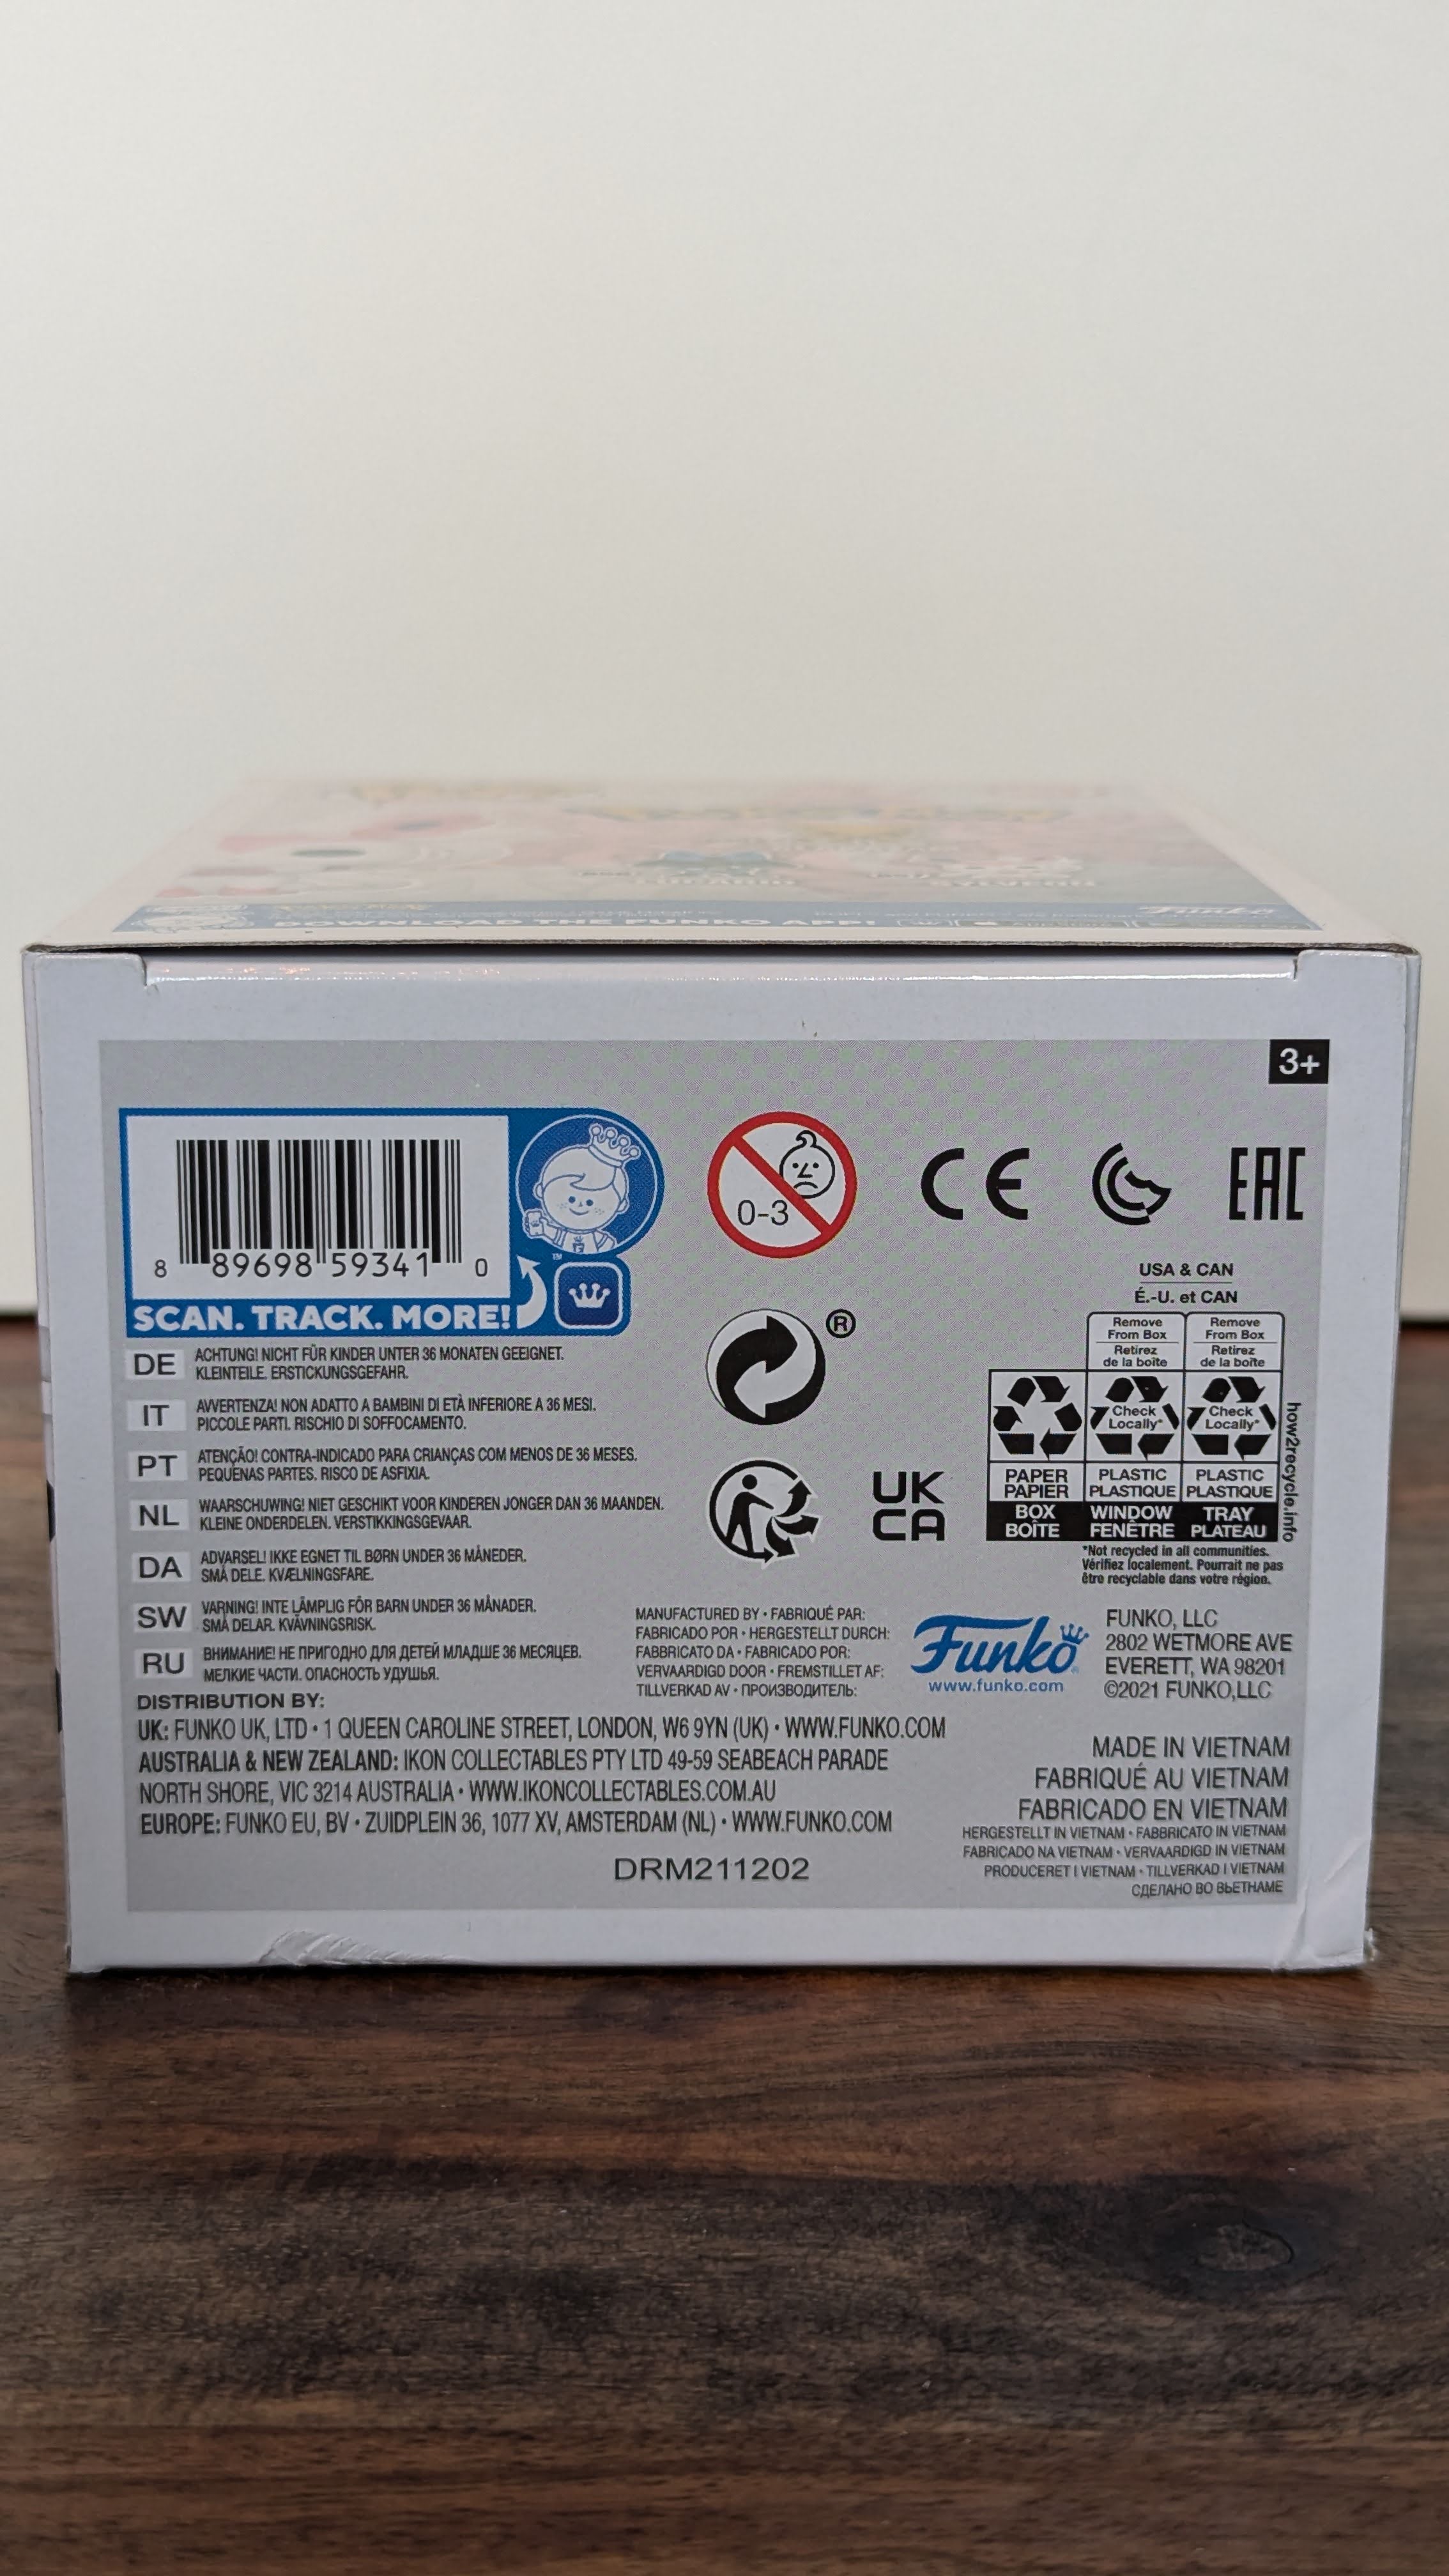 DOWNLOAD THE FUNKO APP!
Funko
3+
8 89698 59341 0
SCAN. TRACK. MORE!
™
0-3
CE
EAC
DE
ACHTUNG! NICHT FÜR KINDER UNTER 36 MONATEN GEEIGNET.
KLEINTEILE. ERSTICKUNGSGEFAHR.
IT
AVVERTENZA! NON ADATTO A BAMBINI DI ETÀ INFERIORE A 36 MESI.
PICCOLE PARTI. RISCHIO DI SOFFOCAMENTO.
PT
ATENÇÃO! CONTRA-INDICADO PARA CRIANÇAS COM MENOS DE 36 MESES.
PEQUENAS PARTES. RISCO DE ASFIXIA.
NL
WAARSCHUWING! NIET GESCHIKT VOOR KINDEREN JONGER DAN 36 MAANDEN.
KLEINE ONDERDELEN. VERSTIKKINGSGEVAAR.
DA
ADVARSEL! IKKE EGNET TIL BØRN UNDER 36 MÅNEDER.
SMÅ DELE. KVÆLNINGSFARE.
SW
VARNING! INTE LÄMPLIG FÖR BARN UNDER 36 MÅNADER.
SMÅ DELAR. KVÄVNINGSRISK.
RU
ВНИМАНИЕ! НЕ ПРИГОДНО ДЛЯ ДЕТЕЙ МЛАДШЕ 36 МЕСЯЦЕВ.
МЕЛКИЕ ЧАСТИ. ОПАСНОСТЬ УДУШЬЯ.
®
UK
CA
USA & CAN
É.-U. et CAN
Remove
From Box
Retirez
de la boîte
Remove
From Box
Retirez
de la boîte
Check
Locally*
Check
Locally*
PAPER
PAPIER
PLASTIC
PLASTIQUE
PLASTIC
PLASTIQUE
BOX
BOÎTE
WINDOW
FENÊTRE
TRAY
PLATEAU
how2recycle.info
*Not recycled in all communities.
Vérifiez localement. Pourrait ne pas
être recyclable dans votre région.
MANUFACTURED BY • FABRIQUÉ PAR:
FABRICADO POR • HERGESTELLT DURCH:
FABBRICATO DA • FABRICADO POR:
VERVAARDIGD DOOR • FREMSTILLET AF:
TILLVERKAD AV • ПРОИЗВОДИТЕЛЬ:
Funko
www.funko.com
FUNKO, LLC
2802 WETMORE AVE
EVERETT, WA 98201
©2021 FUNKO,LLC
DISTRIBUTION BY:
UK: FUNKO UK, LTD • 1 QUEEN CAROLINE STREET, LONDON, W6 9YN (UK) • WWW.FUNKO.COM
AUSTRALIA & NEW ZEALAND: IKON COLLECTABLES PTY LTD 49-59 SEABEACH PARADE
NORTH SHORE, VIC 3214 AUSTRALIA • WWW.IKONCOLLECTABLES.COM.AU
EUROPE: FUNKO EU, BV • ZUIDPLEIN 36, 1077 XV, AMSTERDAM (NL) • WWW.FUNKO.COM
MADE IN VIETNAM
FABRIQUÉ AU VIETNAM
FABRICADO EN VIETNAM
HERGESTELLT IN VIETNAM • FABBRICATO IN VIETNAM
FABRICADO NA VIETNAM • VERVAARDIGD IN VIETNAM
PRODUCERET I VIETNAM • TILLVERKAD I VIETNAM
СДЕЛАНО ВО ВЬЕТНАМЕ
DRM211202